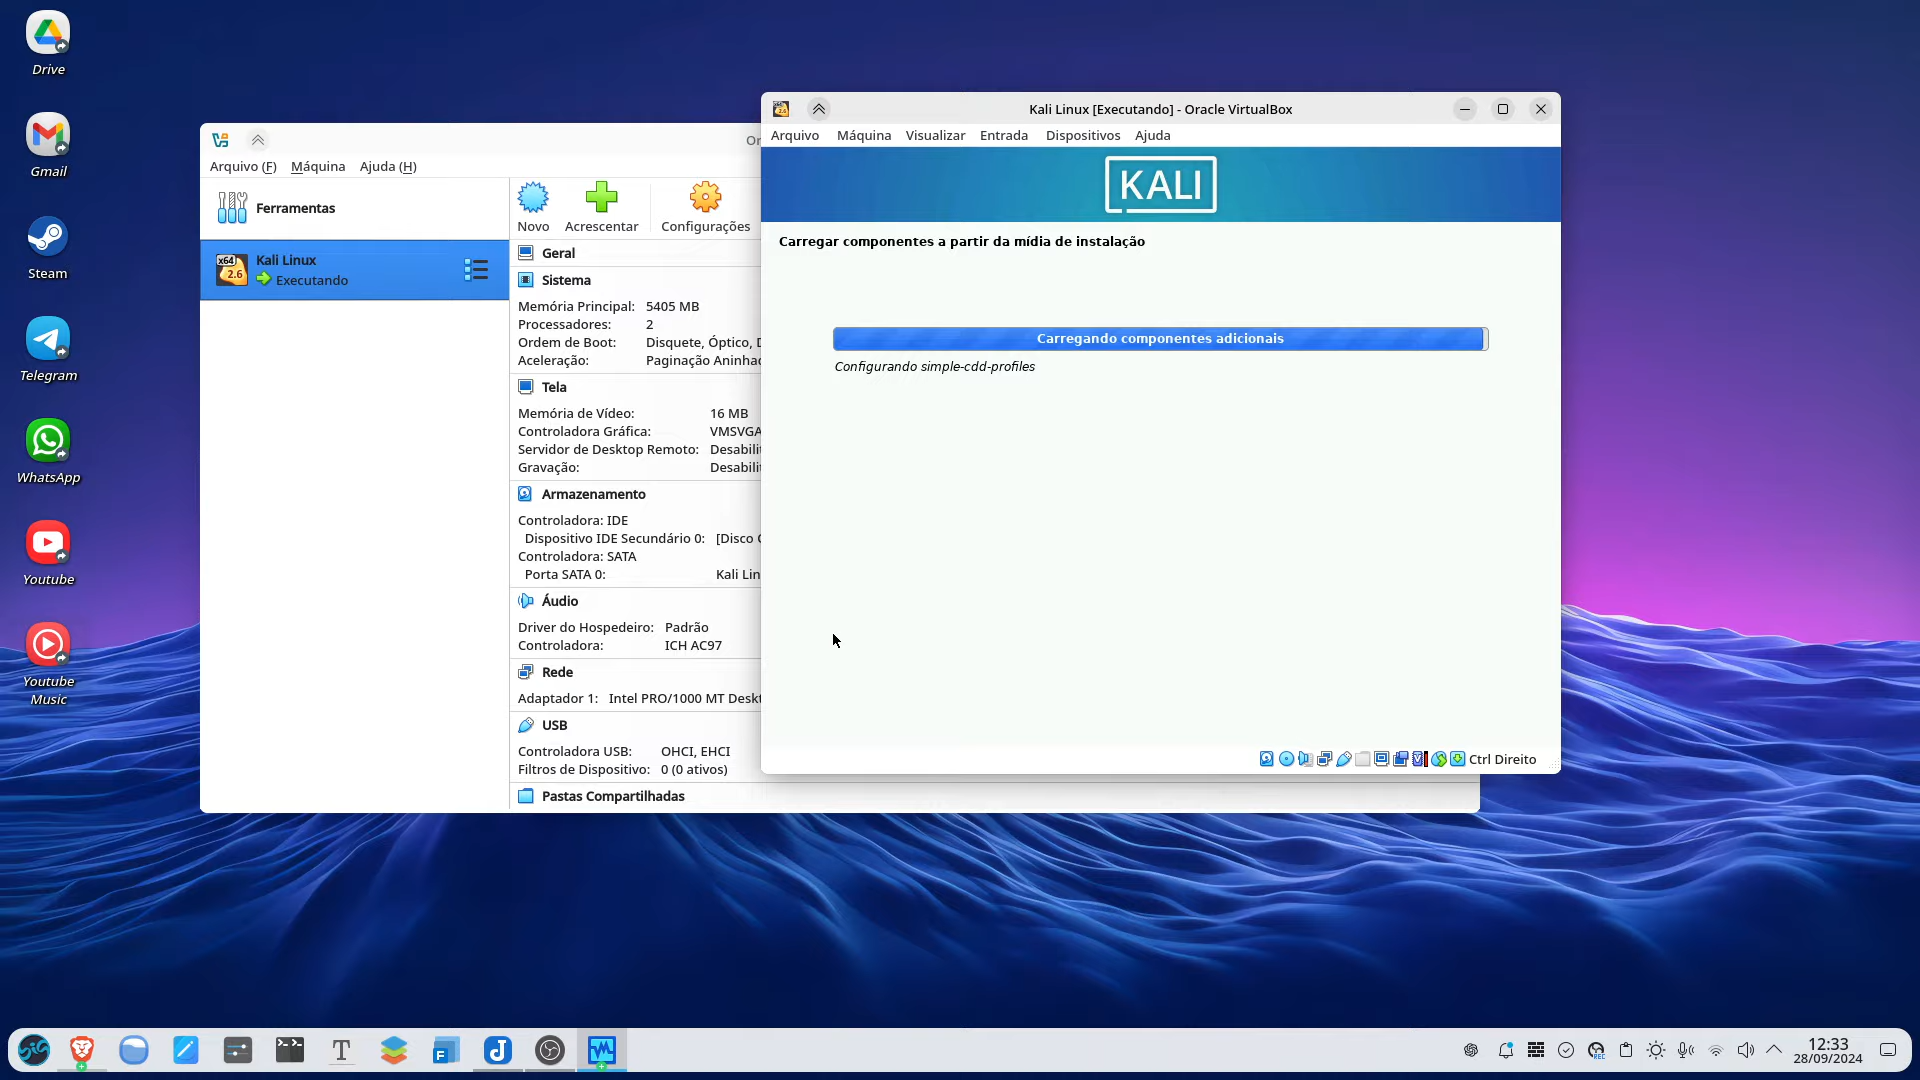 Drive
Gmail
Steam
Telegram
WhatsApp
Youtube
Youtube
Music
Arquivo (F) Máquina Ajuda (H)
Ferramentas
x64
2.6
Kali Linux
Executando
Novo
Acrescentar
Configurações
Geral
Sistema
Memória Principal: 5405 MB
Processadores: 2
Ordem de Boot: Disquete, Óptico,
Aceleração: Paginação
Tela
Memória de Vídeo: 16 MB
Controladora Gráfica: VMSVGA
Servidor de Desktop Remoto:
Gravação:
Armazenamento
Controladora: IDE
Dispositivo IDE Secundário 0: [Disco
Controladora: SATA
Porta SATA 0: Kali
Áudio
Driver do Hospedeiro: Padrão
Controladora: ICH AC97
Rede
Adaptador 1: Intel PRO/1000 MT
USB
Controladora USB: OHCI, EHCI
Filtros de Dispositivo: 0 (0 ativos)
Pastas Compartilhadas
Kali Linux [Executando] - Oracle VirtualBox
Arquivo Máquina Visualizar Entrada Dispositivos Ajuda
KALI
Carregar componentes a partir da mídia de instalação
Carregando componentes adicionais
Configurando simple-cdd-profiles
Ctrl Direito
12:33
28/09/2024